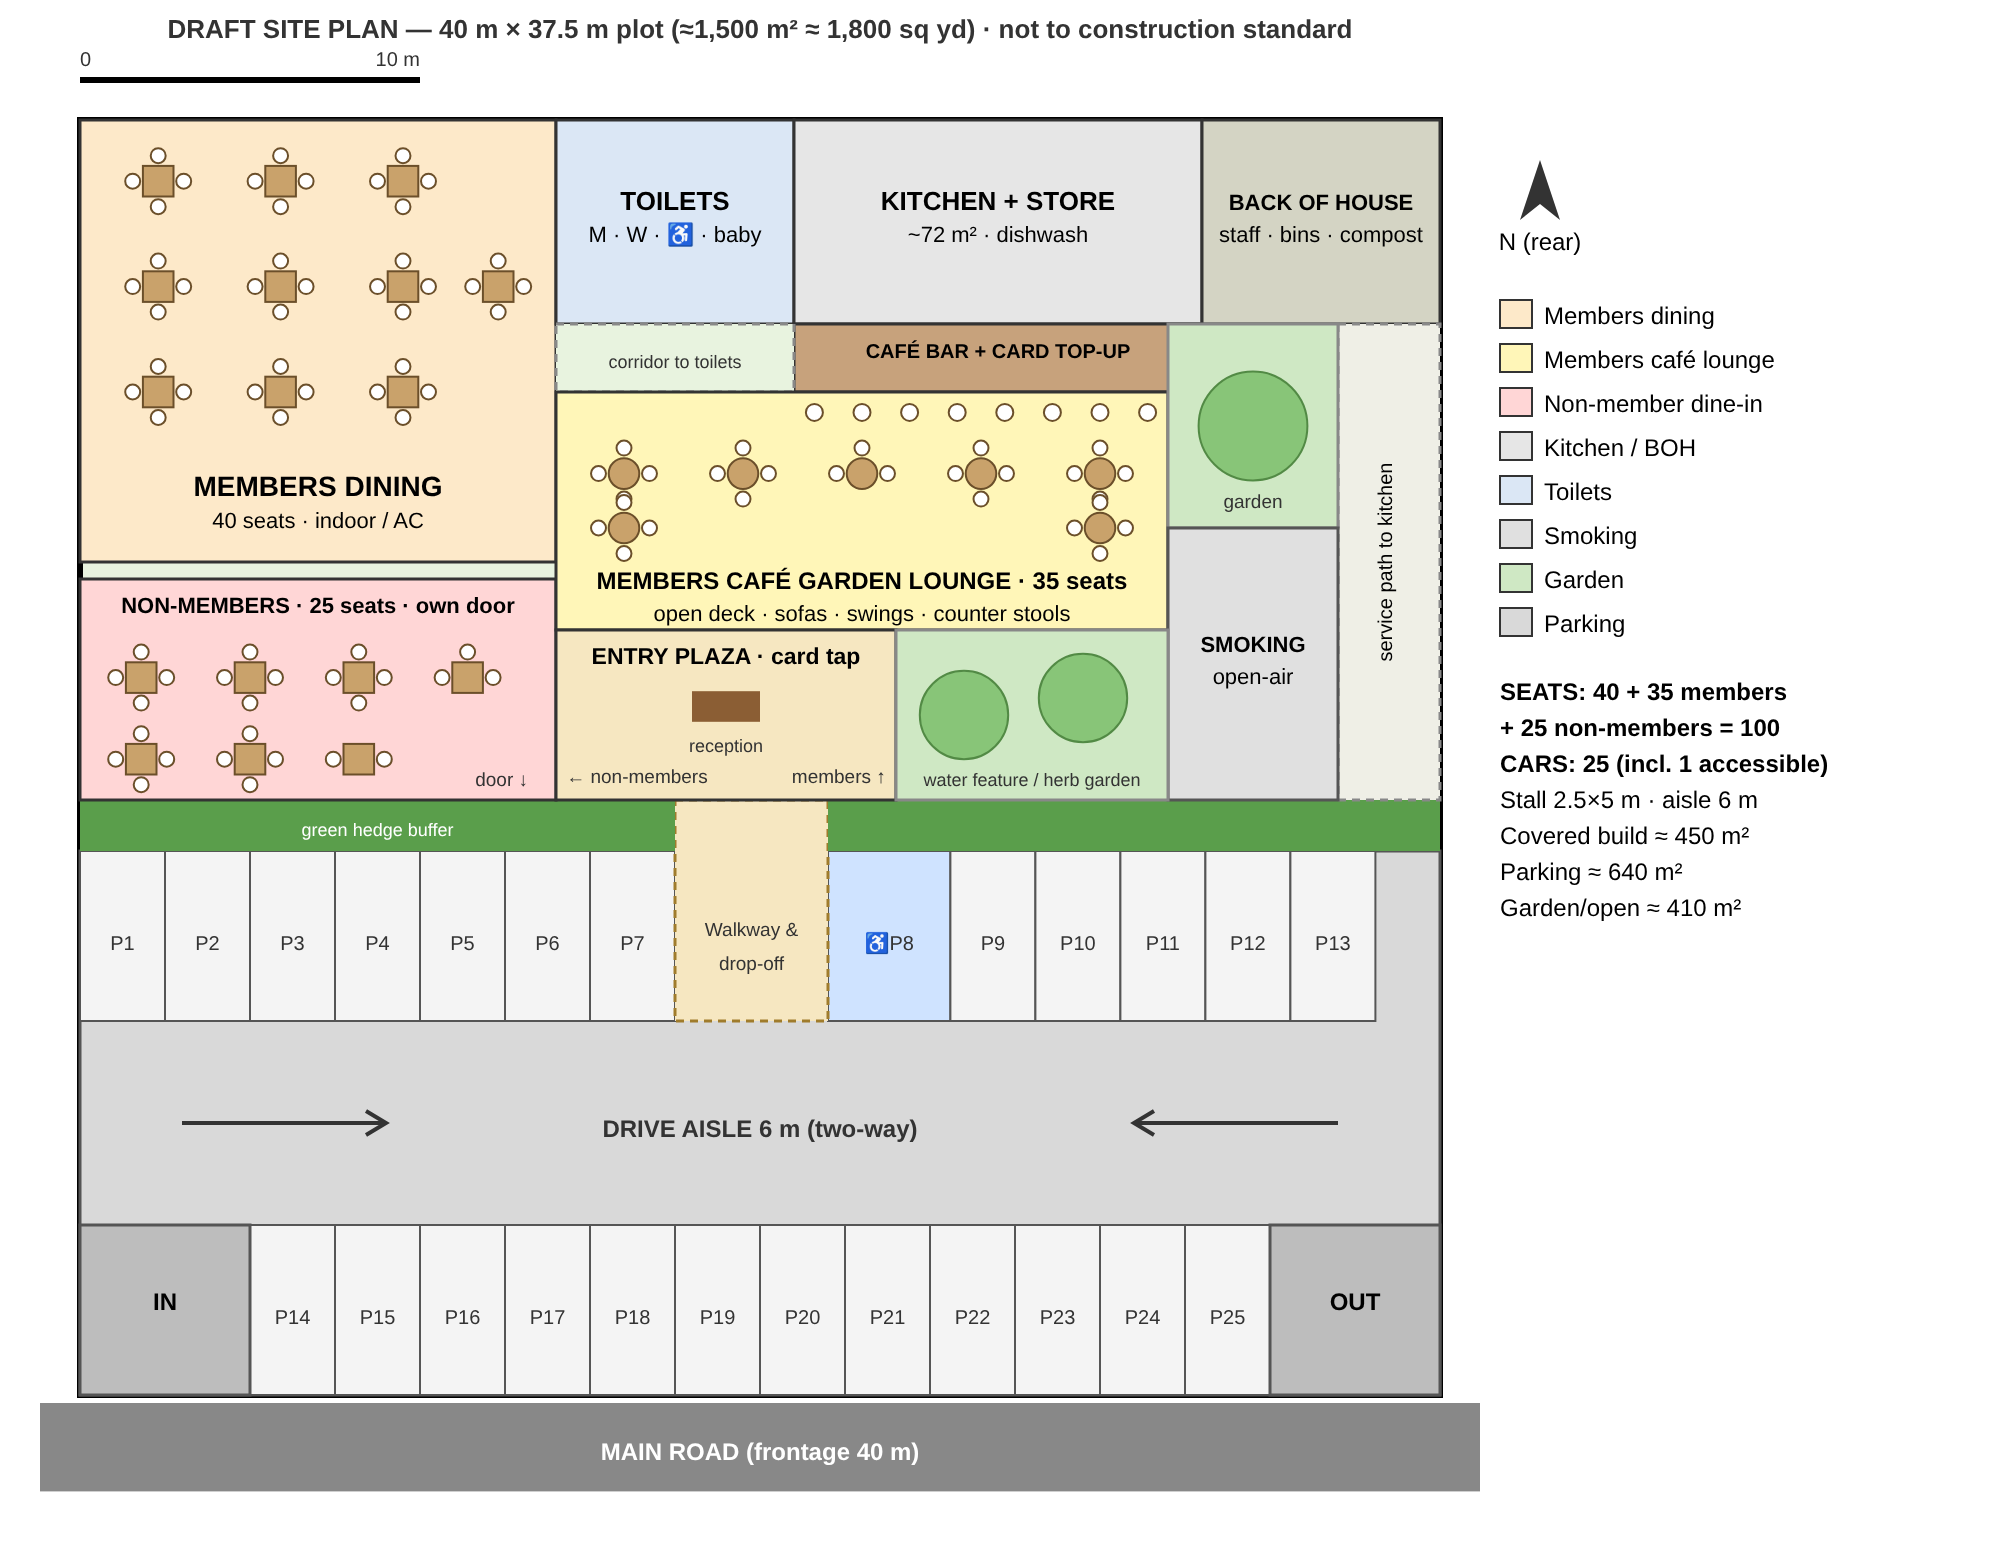 DRAFT SITE PLAN — 40 m × 37.5 m plot (≈1,500 m² ≈ 1,800 sq yd) · not to construction standard
0
10 m
TOILETS
M · W · ♿ · baby
KITCHEN + STORE
~72 m² · dishwash
BACK OF HOUSE
staff · bins · compost
N (rear)
corridor to toilets
CAFÉ BAR + CARD TOP-UP
MEMBERS DINING
40 seats · indoor / AC
garden
service path to kitchen
MEMBERS CAFÉ GARDEN LOUNGE · 35 seats
open deck · sofas · swings · counter stools
NON-MEMBERS · 25 seats · own door
door ↓
ENTRY PLAZA · card tap
reception
← non-members
members ↑
water feature / herb garden
SMOKING
open-air
Members dining
Members café lounge
Non-member dine-in
Kitchen / BOH
Toilets
Smoking
Garden
Parking
SEATS: 40 + 35 members
+ 25 non-members = 100
CARS: 25 (incl. 1 accessible)
Stall 2.5×5 m · aisle 6 m
Covered build ≈ 450 m²
Parking ≈ 640 m²
Garden/open ≈ 410 m²
green hedge buffer
P1
P2
P3
P4
P5
P6
P7
Walkway &
drop-off
♿P8
P9
P10
P11
P12
P13
DRIVE AISLE 6 m (two-way)
IN
P14
P15
P16
P17
P18
P19
P20
P21
P22
P23
P24
P25
OUT
MAIN ROAD (frontage 40 m)